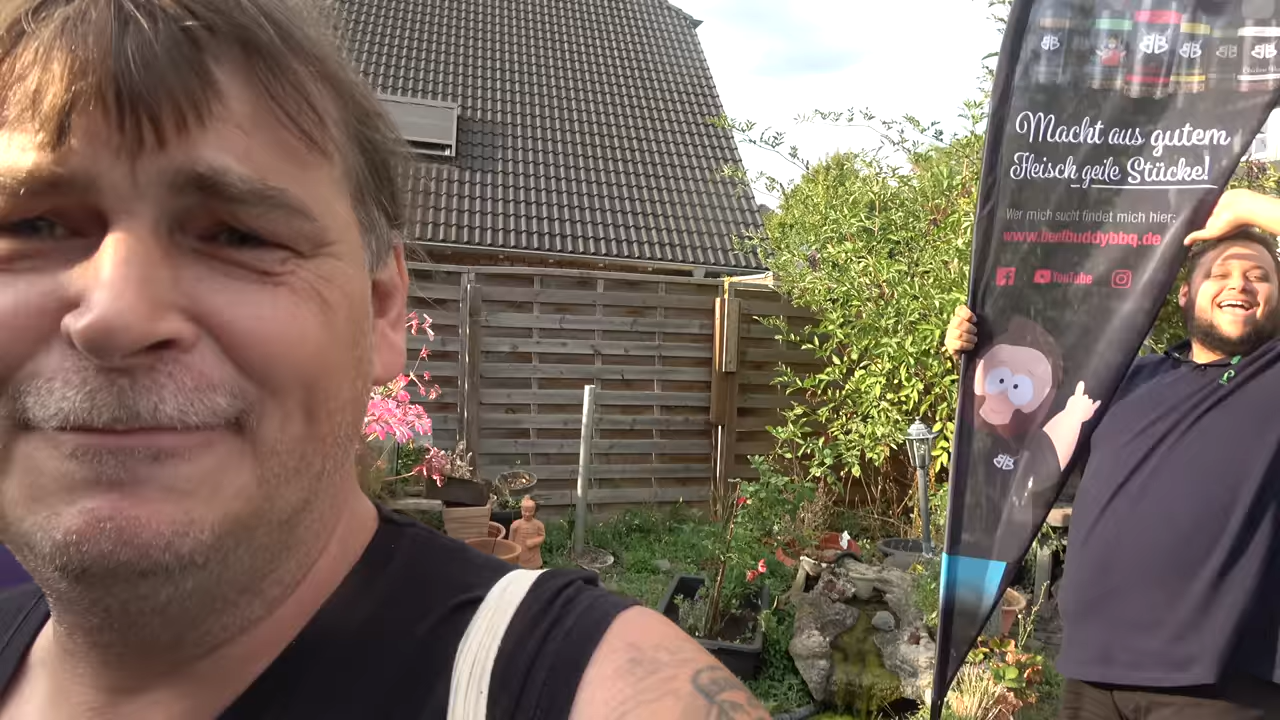 Macht aus gutem
Fleisch geile Stücke!
Wer mich sucht findet mich hier:
www.beefbuddybbq.de
YouTube